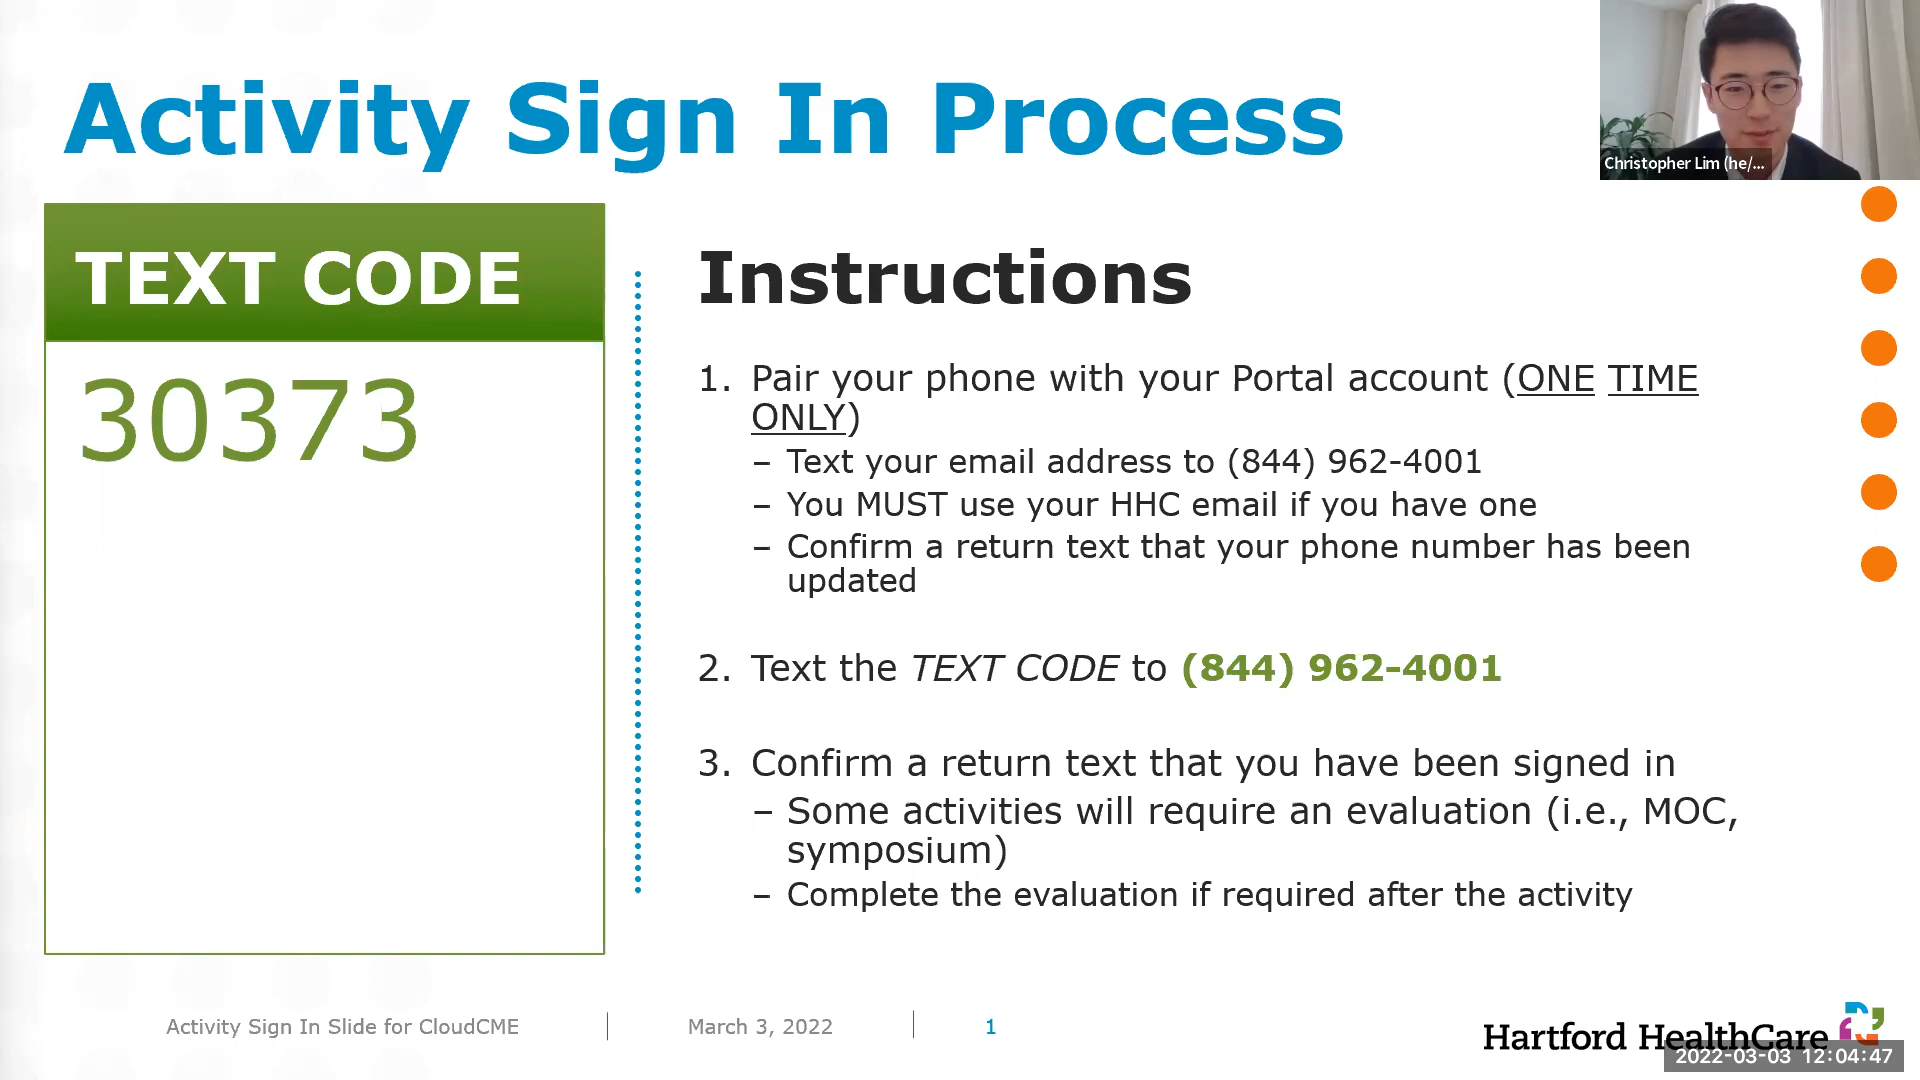 Activity Sign In Process
Christopher Lim (he/...
TEXT CODE
30373
Instructions
1. Pair your phone with your Portal account (ONE TIME
ONLY)
– Text your email address to (844) 962-4001
– You MUST use your HHC email if you have one
– Confirm a return text that your phone number has been
updated
2. Text the TEXT CODE to (844) 962-4001
3. Confirm a return text that you have been signed in
– Some activities will require an evaluation (i.e., MOC,
symposium)
– Complete the evaluation if required after the activity
Activity Sign In Slide for CloudCME
March 3, 2022
1
Hartford HealthCare
2022-03-03 12:04:47